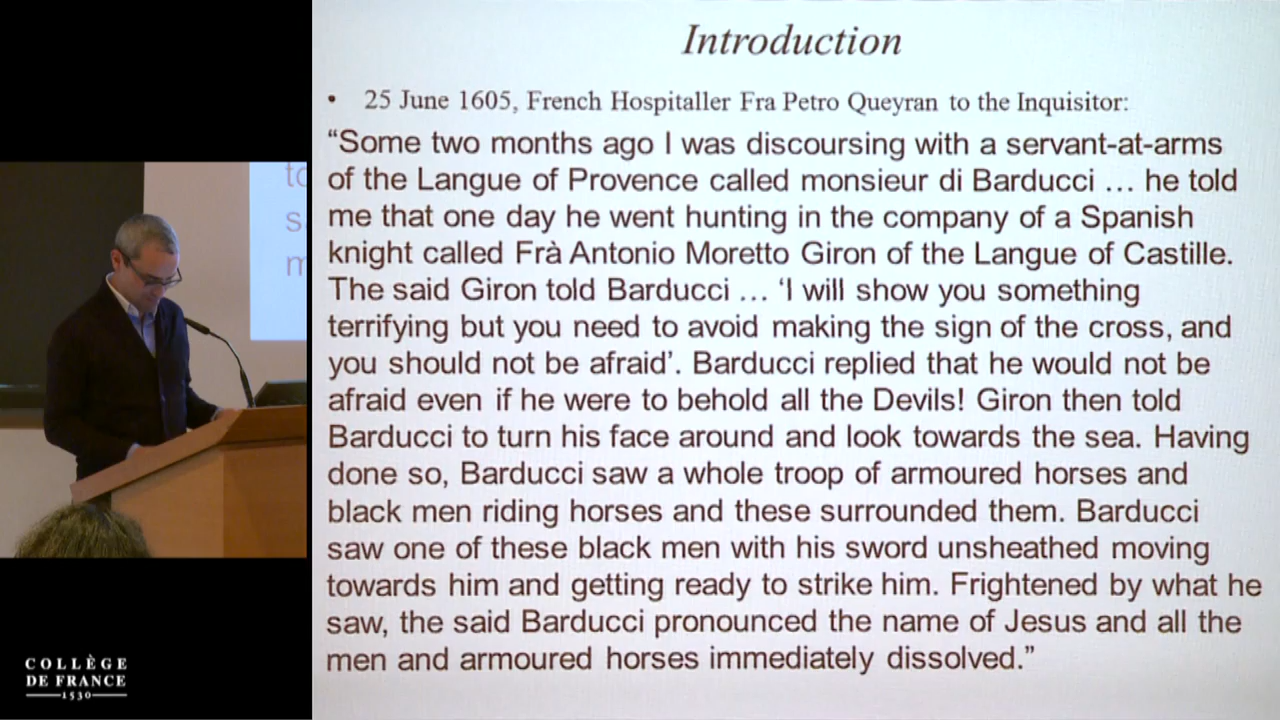 Introduction
• 25 June 1605, French Hospitaller Fra Petro Queyran to the Inquisitor:
“Some two months ago I was discoursing with a servant-at-arms
of the Langue of Provence called monsieur di Barducci … he told
me that one day he went hunting in the company of a Spanish
knight called Frà Antonio Moretto Giron of the Langue of Castille.
The said Giron told Barducci … ‘I will show you something
terrifying but you need to avoid making the sign of the cross, and
you should not be afraid’. Barducci replied that he would not be
afraid even if he were to behold all the Devils! Giron then told
Barducci to turn his face around and look towards the sea. Having
done so, Barducci saw a whole troop of armoured horses and
black men riding horses and these surrounded them. Barducci
saw one of these black men with his sword unsheathed moving
towards him and getting ready to strike him. Frightened by what he
saw, the said Barducci pronounced the name of Jesus and all the
men and armoured horses immediately dissolved.”
to
s
m
COLLÈGE
DE FRANCE
1530